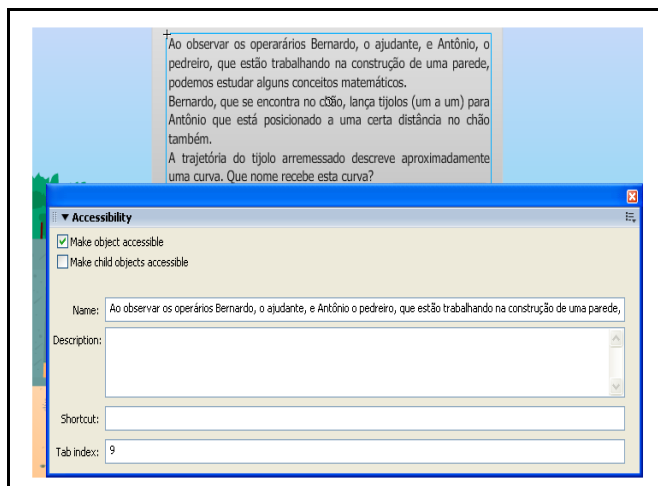 Ao observar os operarários Bernardo, o ajudante, e Antônio, o
pedreiro, que estão trabalhando na construção de uma parede,
podemos estudar alguns conceitos matemáticos.
Bernardo, que se encontra no chão, lança tijolos (um a um) para
Antônio que está posicionado a uma certa distância no chão
também.
A trajetória do tijolo arremessado descreve aproximadamente
uma curva. Que nome recebe esta curva?
Accessibility
Make object accessible
Make child objects accessible
Name: Ao observar os operários Bernardo, o ajudante, e Antônio o pedreiro, que estão trabalhando na construção de uma parede,
Description:
Shortcut:
Tab index: 9